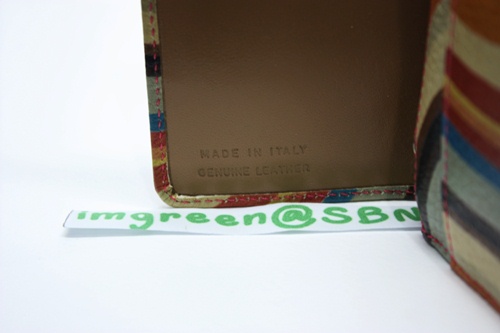 MADE IN ITALY
GENUINE LEATHER
imgreen@SBN